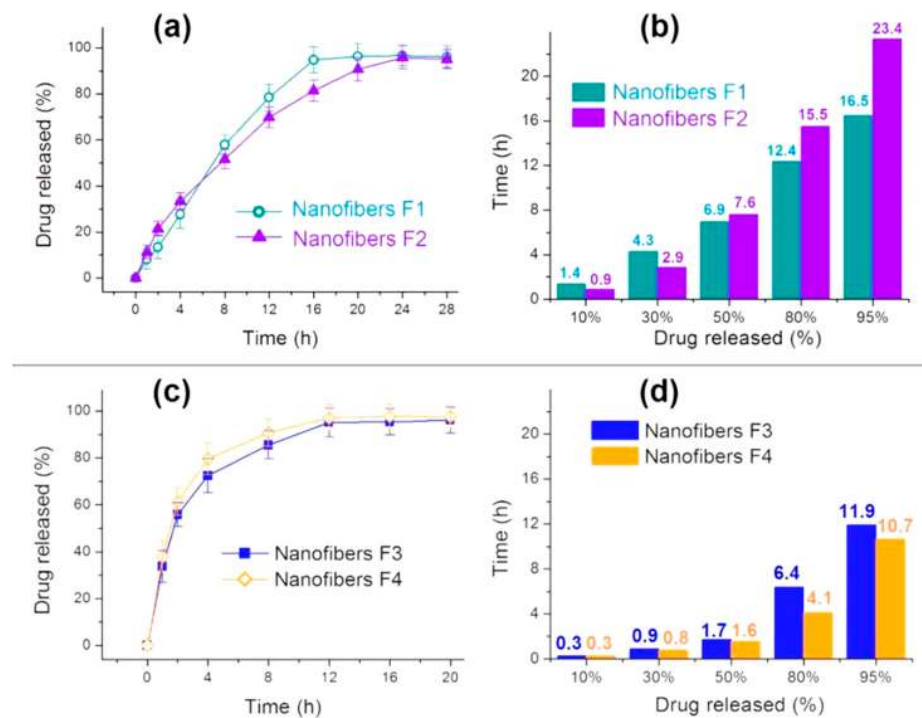 (a)
Drug released (%)
100
80
60
40
20
0
Nanofibers F1
Nanofibers F2
0 4 8 12 16 20 24 28
Time (h)
(b)
Time (h)
20
16
12
8
4
0
Nanofibers F1
Nanofibers F2
1.4 0.9 4.3 2.9 6.9 7.6 12.4 15.5 16.5 23.4
10% 30% 50% 80% 95%
Drug released (%)
(c)
Drug released (%)
100
80
60
40
20
0
Nanofibers F3
Nanofibers F4
0 4 8 12 16 20
Time (h)
(d)
Time (h)
20
16
12
8
4
0
Nanofibers F3
Nanofibers F4
0.3 0.3 0.9 0.8 1.7 1.6 6.4 4.1 11.9 10.7
10% 30% 50% 80% 95%
Drug released (%)